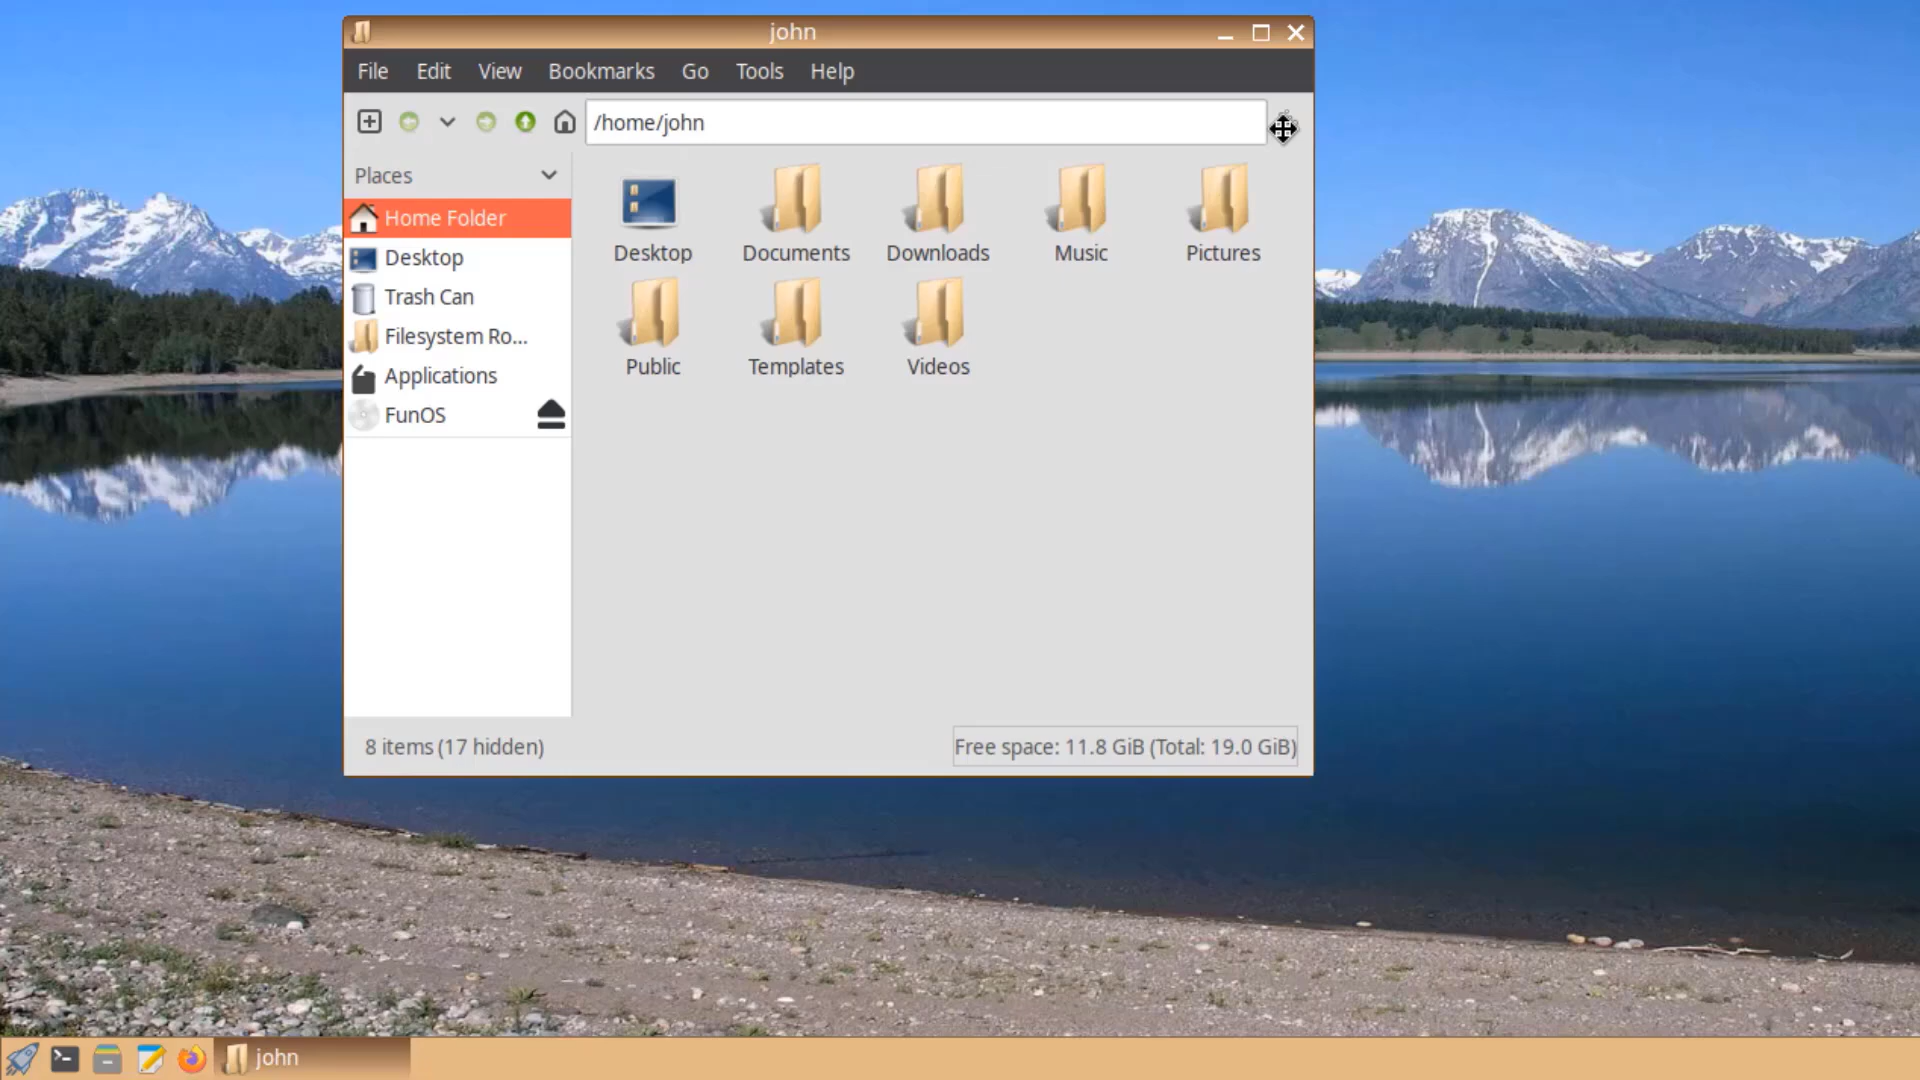 john
File Edit View Bookmarks Go Tools Help
/home/john
Places
Home Folder
Desktop
Trash Can
Filesystem Ro...
Applications
FunOS
Desktop Documents Downloads Music Pictures
Public Templates Videos
8 items (17 hidden)
Free space: 11.8 GiB (Total: 19.0 GiB)
john